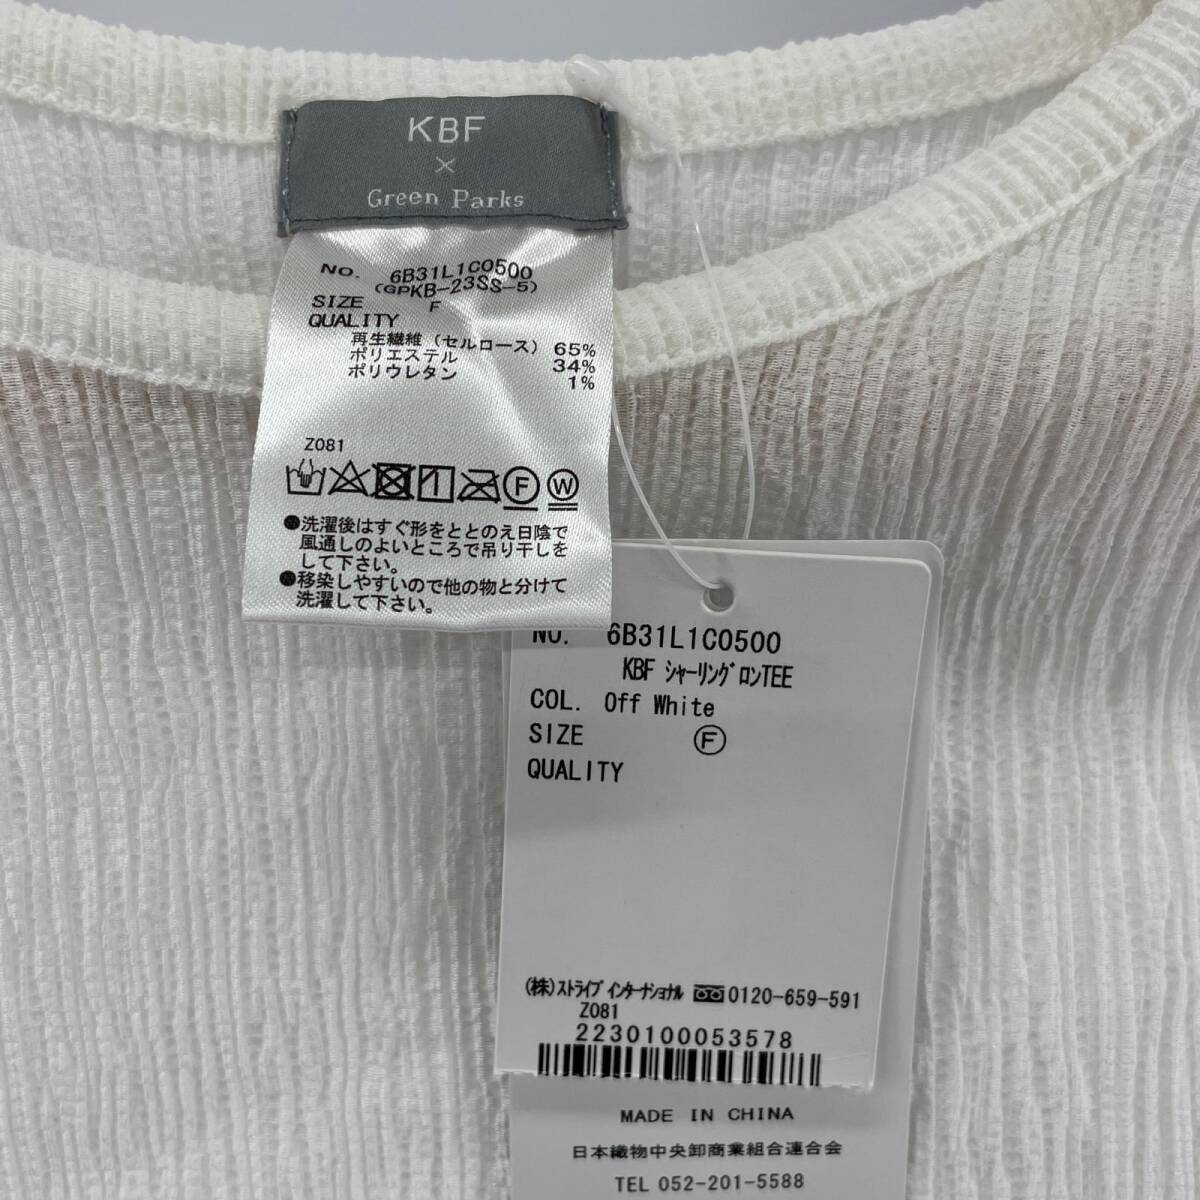 KBF
×
Green Parks
NO. 6B31L1C0500
(GPKB-23SS-5)
SIZE F
QUALITY
再生繊維(セルロース) 65%
ポリエステル 34%
ポリウレタン 1%
Z081
F W
●洗濯後はすぐ形をととのえ日陰で
風通しのよいところで吊り干しを
して下さい。
●移染しやすいので他の物と分けて
洗濯して下さい。
NO. 6B31L1C0500
KBF シャーリングロンTEE
COL. Off White
SIZE F
QUALITY
(株)ストライプインターナショナル 0120-659-591
Z081
2230100053578
MADE IN CHINA
日本織物中央卸商業組合連合会
TEL 052-201-5588